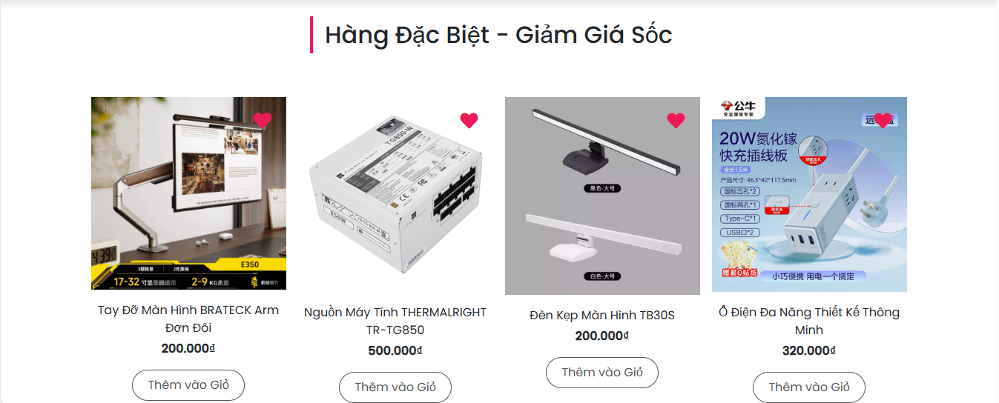 Hàng Đặc Biệt - Giảm Giá Sốc
E350
3期免息
2年质保
17-32 寸显示器适用
2-9 KG承重
机械调节
4:39
Tay Đỡ Màn Hình BRATECK Arm
Đơn Đôi
200.000₫
Thêm vào Giỏ
TG850-W
THERMALRIGHT
850W
Nguồn Máy Tính THERMALRIGHT
TR-TG850
500.000₫
Thêm vào Giỏ
黑色-大号
白色-大号
Đèn Kẹp Màn Hình TB30S
200.000₫
Thêm vào Giỏ
公牛
安全用电专家
20W氮化镓
快充插线板
全长1.5米
产品尺寸: 46.5*42*117.5mm
国标五孔*2
国标两孔*1
Type-C*1
USB口*2
赠超Q贴纸
小巧便携 用电一个搞定
Ổ Điện Đa Năng Thiết Kế Thông
Minh
320.000₫
Thêm vào Giỏ